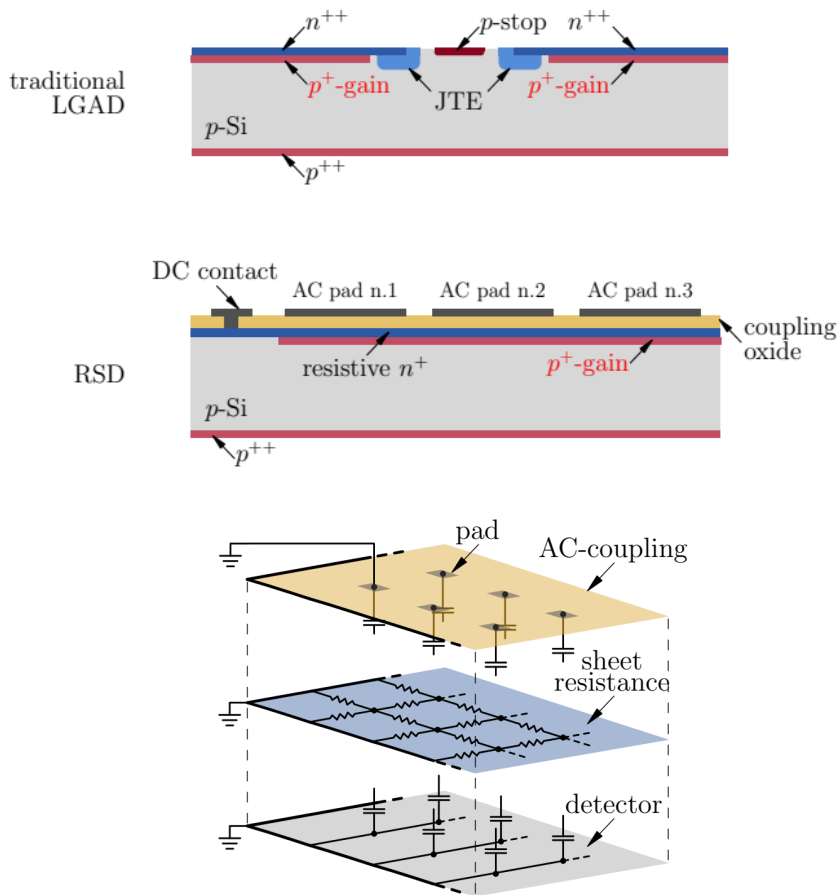 n⁺⁺ p-stop n⁺⁺
traditional
LGAD
p⁺-gain JTE p⁺-gain
p-Si
p⁺⁺
DC contact
AC pad n.1 AC pad n.2 AC pad n.3
coupling
oxide
RSD
resistive n⁺ p⁺-gain
p-Si
p⁺⁺
pad
AC-coupling
sheet
resistance
detector